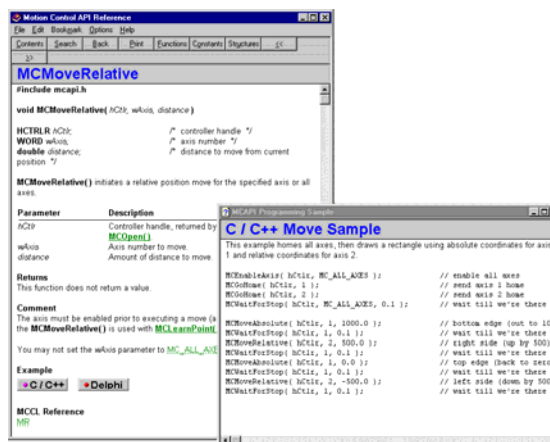 Motion Control API Reference
File Edit Bookmark Options Help
Contents Search Back Print Functions Constants Structures <<
>>
MCMoveRelative
#include mcapi.h
void MCMoveRelative( hCtlr, wAxis, distance )
HCTRLR hCtlr, /* controller handle */
WORD wAxis; /* axis number */
double distance; /* distance to move from current
position */
MCMoveRelative() initiates a relative position move for the specified axis or all
axes.
Parameter Description
hCtlr Controller handle, returned by
MCOpen()
wAxis Axis number to move.
distance Amount of distance to move.
Returns
This function does not return a value.
Comment
The axis must be enabled prior to executing a move (a
the MCMoveRelative() is used with MCLearnPoint(
You may not set the wAxis parameter to MC_ALL_AXE
Example
C / C++ Delphi
MCCL Reference
MR
MCAPI Programming Sample
C / C++ Move Sample
This example homes all axes, then draws a rectangle using absolute coordinates for axis
1 and relative coordinates for axis 2.
MCEnableAxis( hCtlr, MC_ALL_AXES ); // enable all axes
MCGoHome( hCtlr, 1 ); // send axis 1 home
MCGoHome( hCtlr, 2 ); // send axis 2 home
MCWaitForStop( hCtlr, MC_ALL_AXES, 0.1 ); // wait till we're there
MCMoveAbsolute( hCtlr, 1, 1000.0 ); // bottom edge (out to 10
MCWaitForStop( hCtlr, 1, 0.1 ); // wait till we're there
MCMoveRelative( hCtlr, 2, 500.0 ); // right side (up by 500)
MCWaitForStop( hCtlr, 1, 0.1 ); // wait till we're there
MCMoveAbsolute( hCtlr, 1, 0.0 ); // top edge (back to zero
MCWaitForStop( hCtlr, 1, 0.1 ); // wait till we're there
MCMoveRelative( hCtlr, 2, -500.0 ); // left side (down by 500
MCWaitForStop( hCtlr, 1, 0.1 ); // wait till we're there